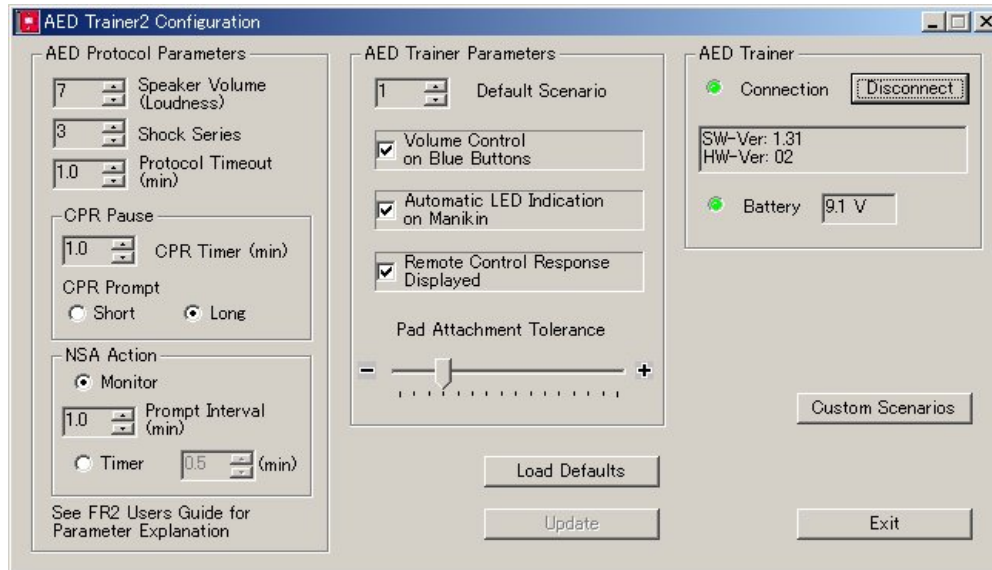 AED Trainer2 Configuration
AED Protocol Parameters
7
Speaker Volume
(Loudness)
3
Shock Series
1.0
Protocol Timeout
(min)
CPR Pause
1.0
CPR Timer (min)
CPR Prompt
Short
Long
NSA Action
Monitor
1.0
Prompt Interval
(min)
Timer
0.5
(min)
See FR2 Users Guide for
Parameter Explanation
AED Trainer Parameters
1
Default Scenario
Volume Control
on Blue Buttons
Automatic LED Indication
on Manikin
Remote Control Response
Displayed
Pad Attachment Tolerance
- +
Load Defaults
Update
AED Trainer
Connection
Disconnect
SW-Ver: 1.31
HW-Ver: 02
Battery
9.1 V
Custom Scenarios
Exit